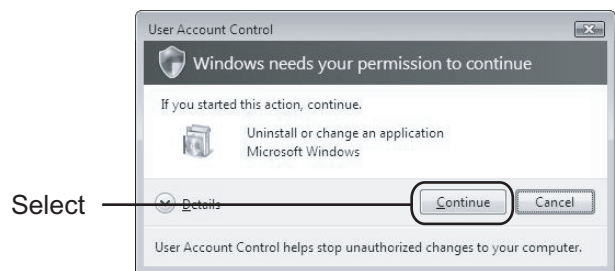 User Account Control
Windows needs your permission to continue
If you started this action, continue.
Uninstall or change an application
Microsoft Windows
Select
Details
Continue
Cancel
User Account Control helps stop unauthorized changes to your computer.